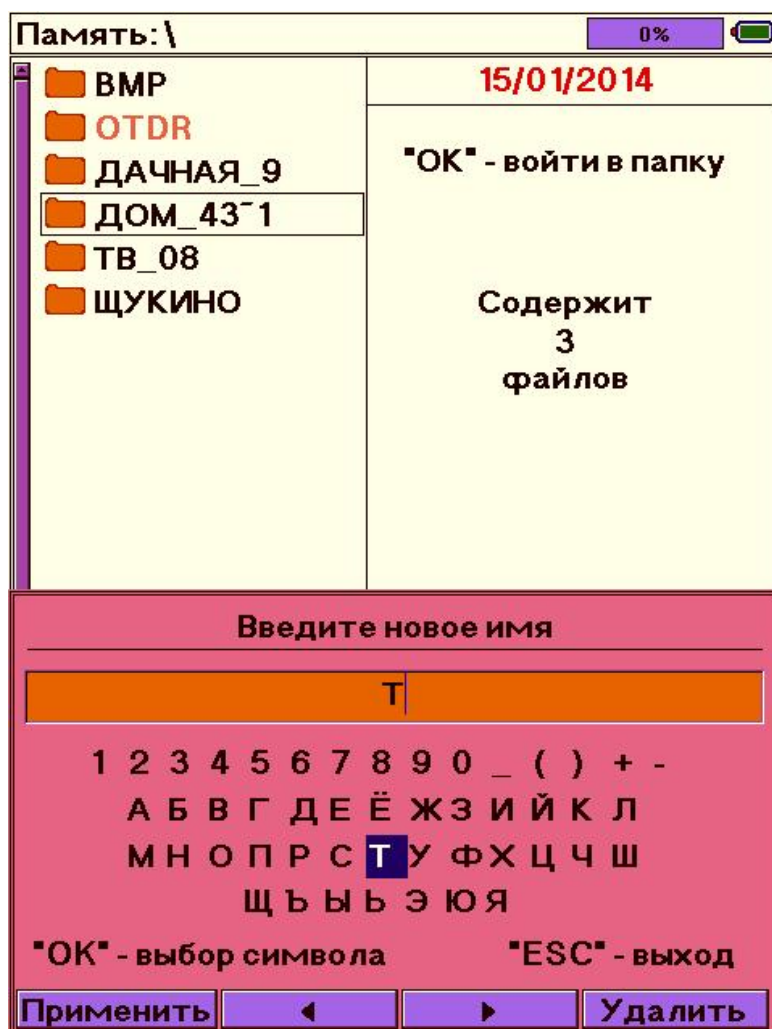 Память:\ 0%
BMP
OTDR
ДАЧНАЯ_9
ДОМ_43~1
ТВ_08
ЩУКИНО
15/01/2014
"ОК" - войти в папку
Содержит
3
файлов
Введите новое имя
Т
1 2 3 4 5 6 7 8 9 0 _ ( ) + -
А Б В Г Д Е Ё Ж З И Й К Л
М Н О П Р С Т У Ф Х Ц Ч Ш
Щ Ъ Ы Ь Э Ю Я
"ОК" - выбор символа "ESC" - выход
Применить Удалить